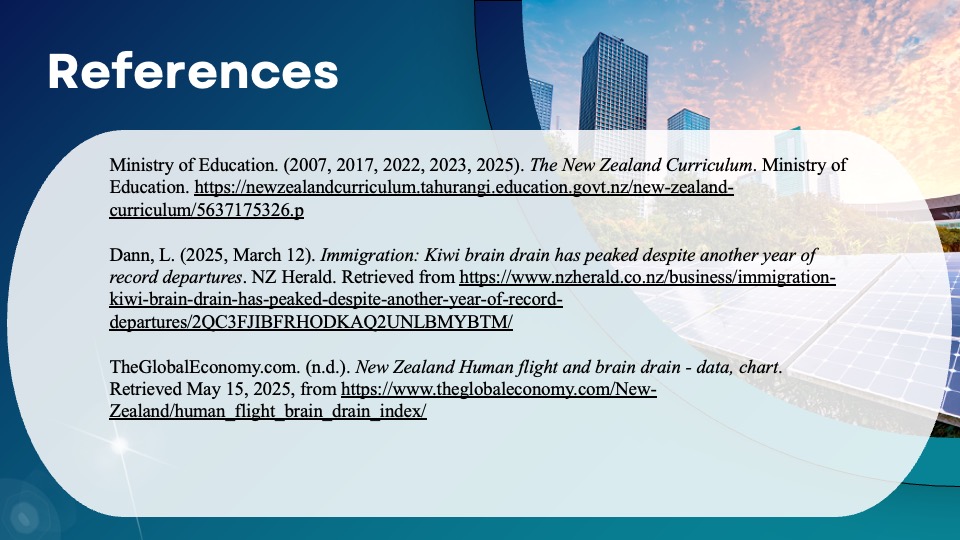 References
Ministry of Education. (2007, 2017, 2022, 2023, 2025). The New Zealand Curriculum. Ministry of
Education. https://newzealandcurriculum.tahurangi.education.govt.nz/new-zealand-
curriculum/5637175326.p
Dann, L. (2025, March 12). Immigration: Kiwi brain drain has peaked despite another year of
record departures. NZ Herald. Retrieved from https://www.nzherald.co.nz/business/immigration-
kiwi-brain-drain-has-peaked-despite-another-year-of-record-
departures/2QC3FJIBFRHODKAQ2UNLBMYBTM/
TheGlobalEconomy.com. (n.d.). New Zealand Human flight and brain drain - data, chart.
Retrieved May 15, 2025, from https://www.theglobaleconomy.com/New-
Zealand/human_flight_brain_drain_index/